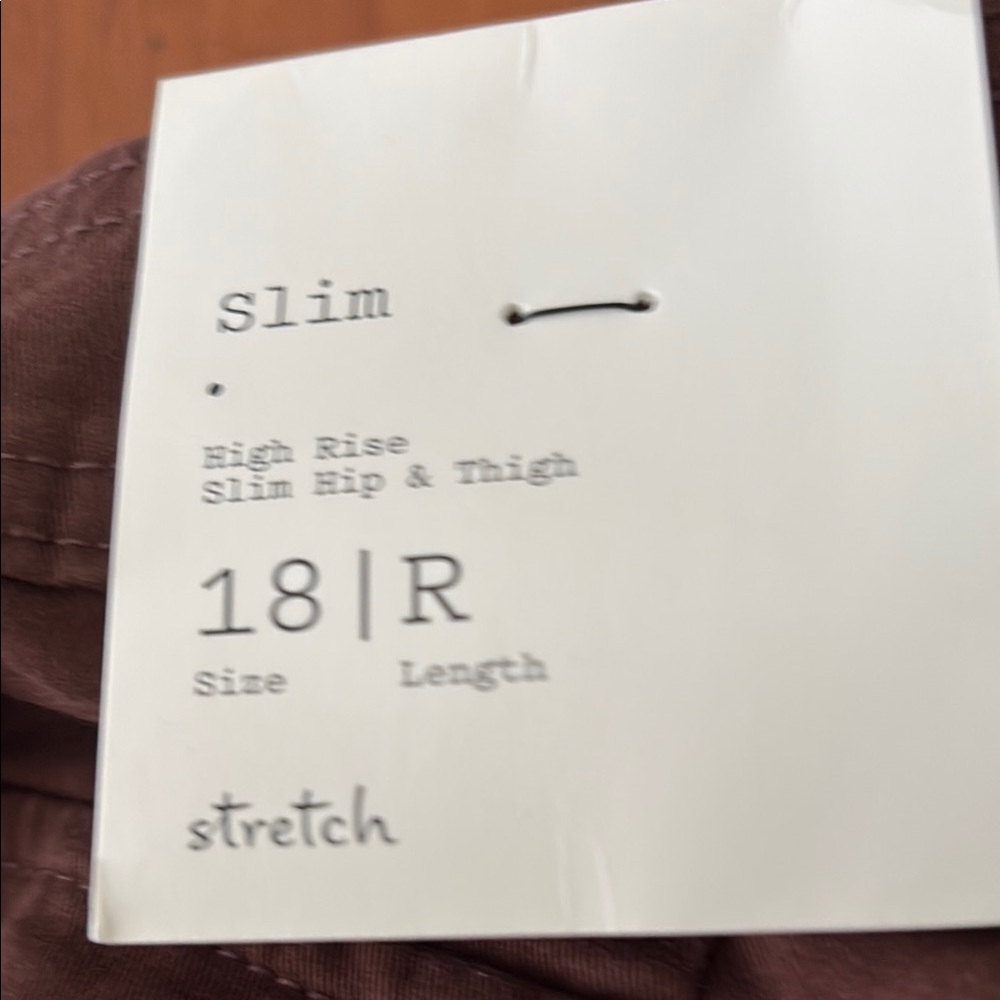 Slim
High Rise
Slim Hip & Thigh
18|R
Size Length
stretch